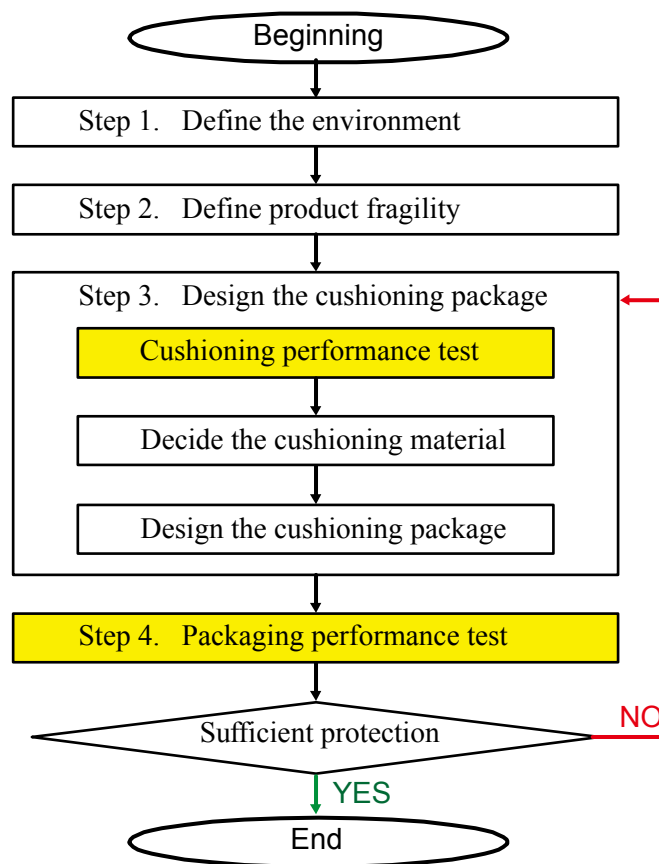 Beginning
Step 1. Define the environment
Step 2. Define product fragility
Step 3. Design the cushioning package
Cushioning performance test
Decide the cushioning material
Design the cushioning package
Step 4. Packaging performance test
Sufficient protection
NO
YES
End